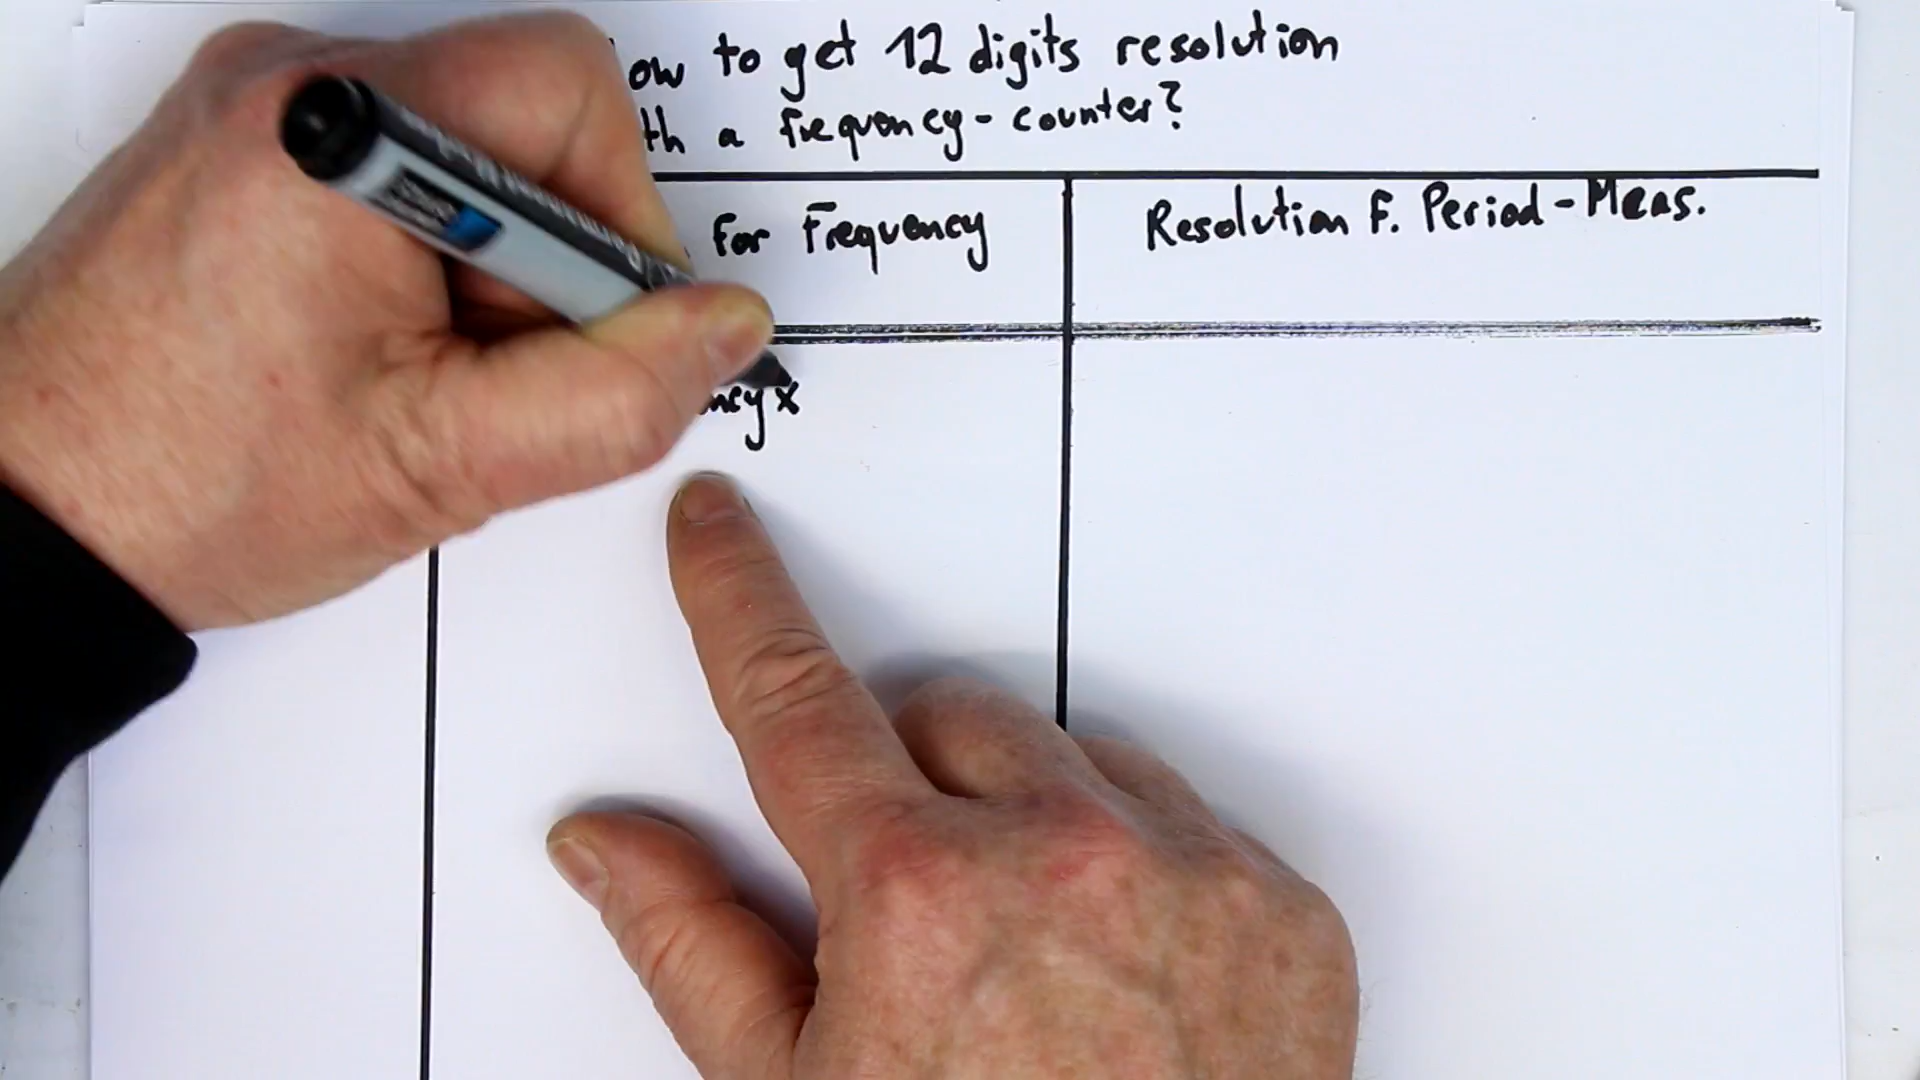 ow to get 12 digits resolution
th a frequency-counter?
for Frequency
Resolution f. Period-Meas.
ncy x